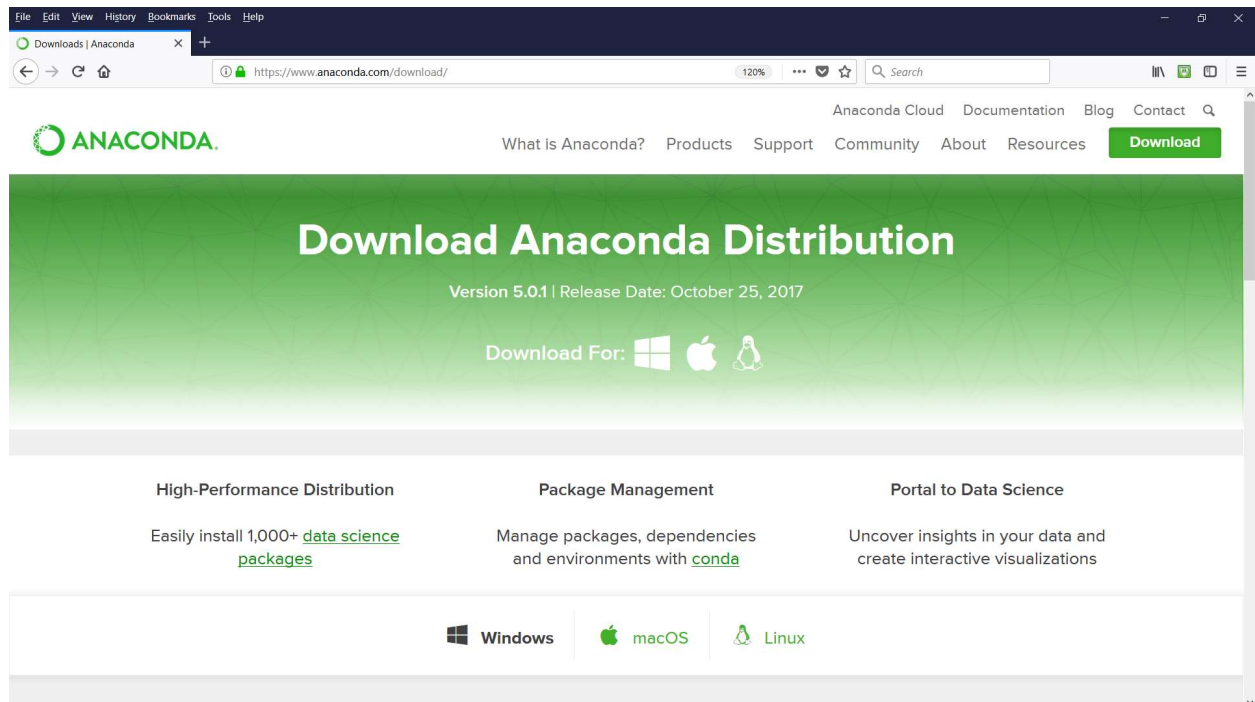 File Edit View History Bookmarks Tools Help
Downloads | Anaconda
https://www.anaconda.com/download/ 120% Search
Anaconda Cloud Documentation Blog Contact
ANACONDA. What is Anaconda? Products Support Community About Resources Download
Download Anaconda Distribution
Version 5.0.1 | Release Date: October 25, 2017
Download For:
High-Performance Distribution
Easily install 1,000+ data science
packages
Package Management
Manage packages, dependencies
and environments with conda
Portal to Data Science
Uncover insights in your data and
create interactive visualizations
Windows macOS Linux